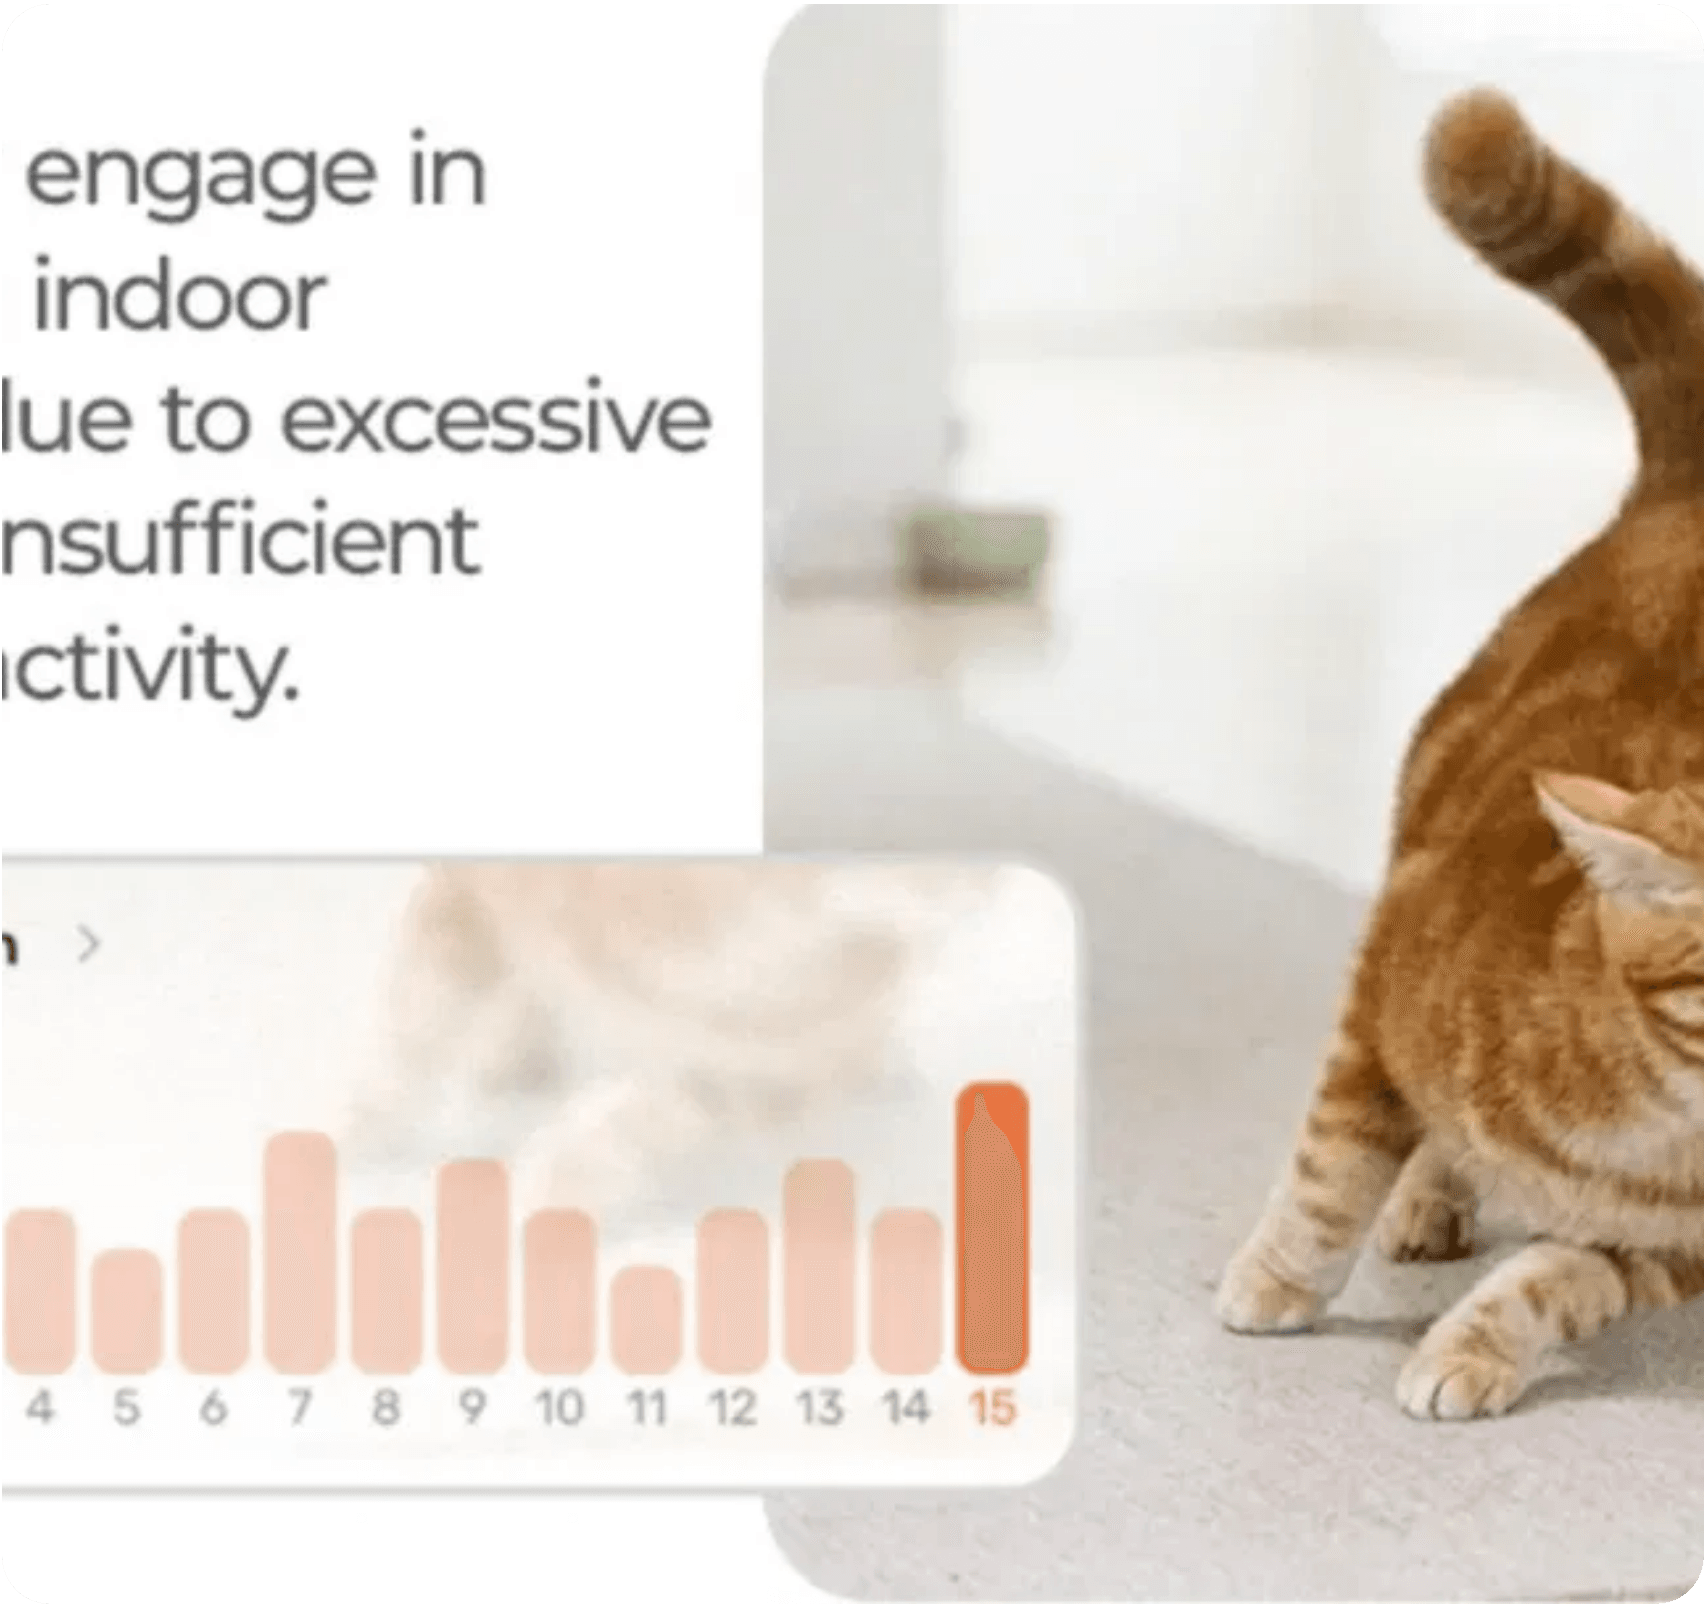 engage in
indoor
lue to excessive
nsufficient
ctivity.
n >
4 5 6 7 8 9 10 11 12 13 14 15